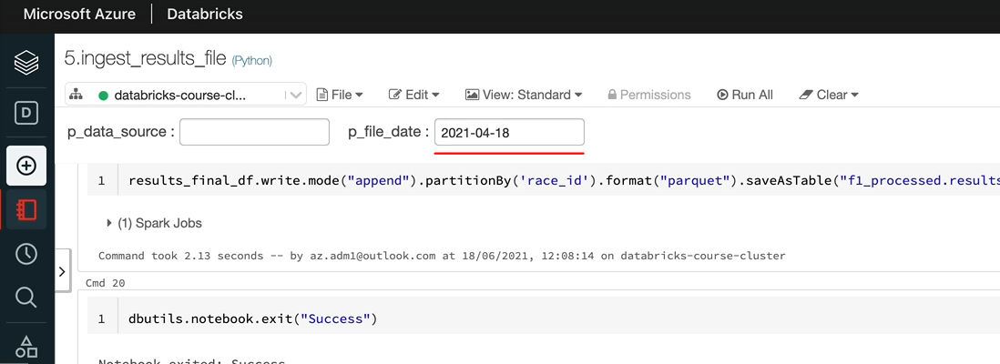 Microsoft Azure Databricks
5.ingest_results_file (Python)
databricks-course-cl... File Edit View: Standard Permissions Run All Clear
D
p_data_source : p_file_date : 2021-04-18
1 results_final_df.write.mode("append").partitionBy('race_id').format("parquet").saveAsTable("f1_processed.results
(1) Spark Jobs
Command took 2.13 seconds -- by az.adm1@outlook.com at 18/06/2021, 12:08:14 on databricks-course-cluster
Cmd 20
1 dbutils.notebook.exit("Success")
Notebook exited: Success